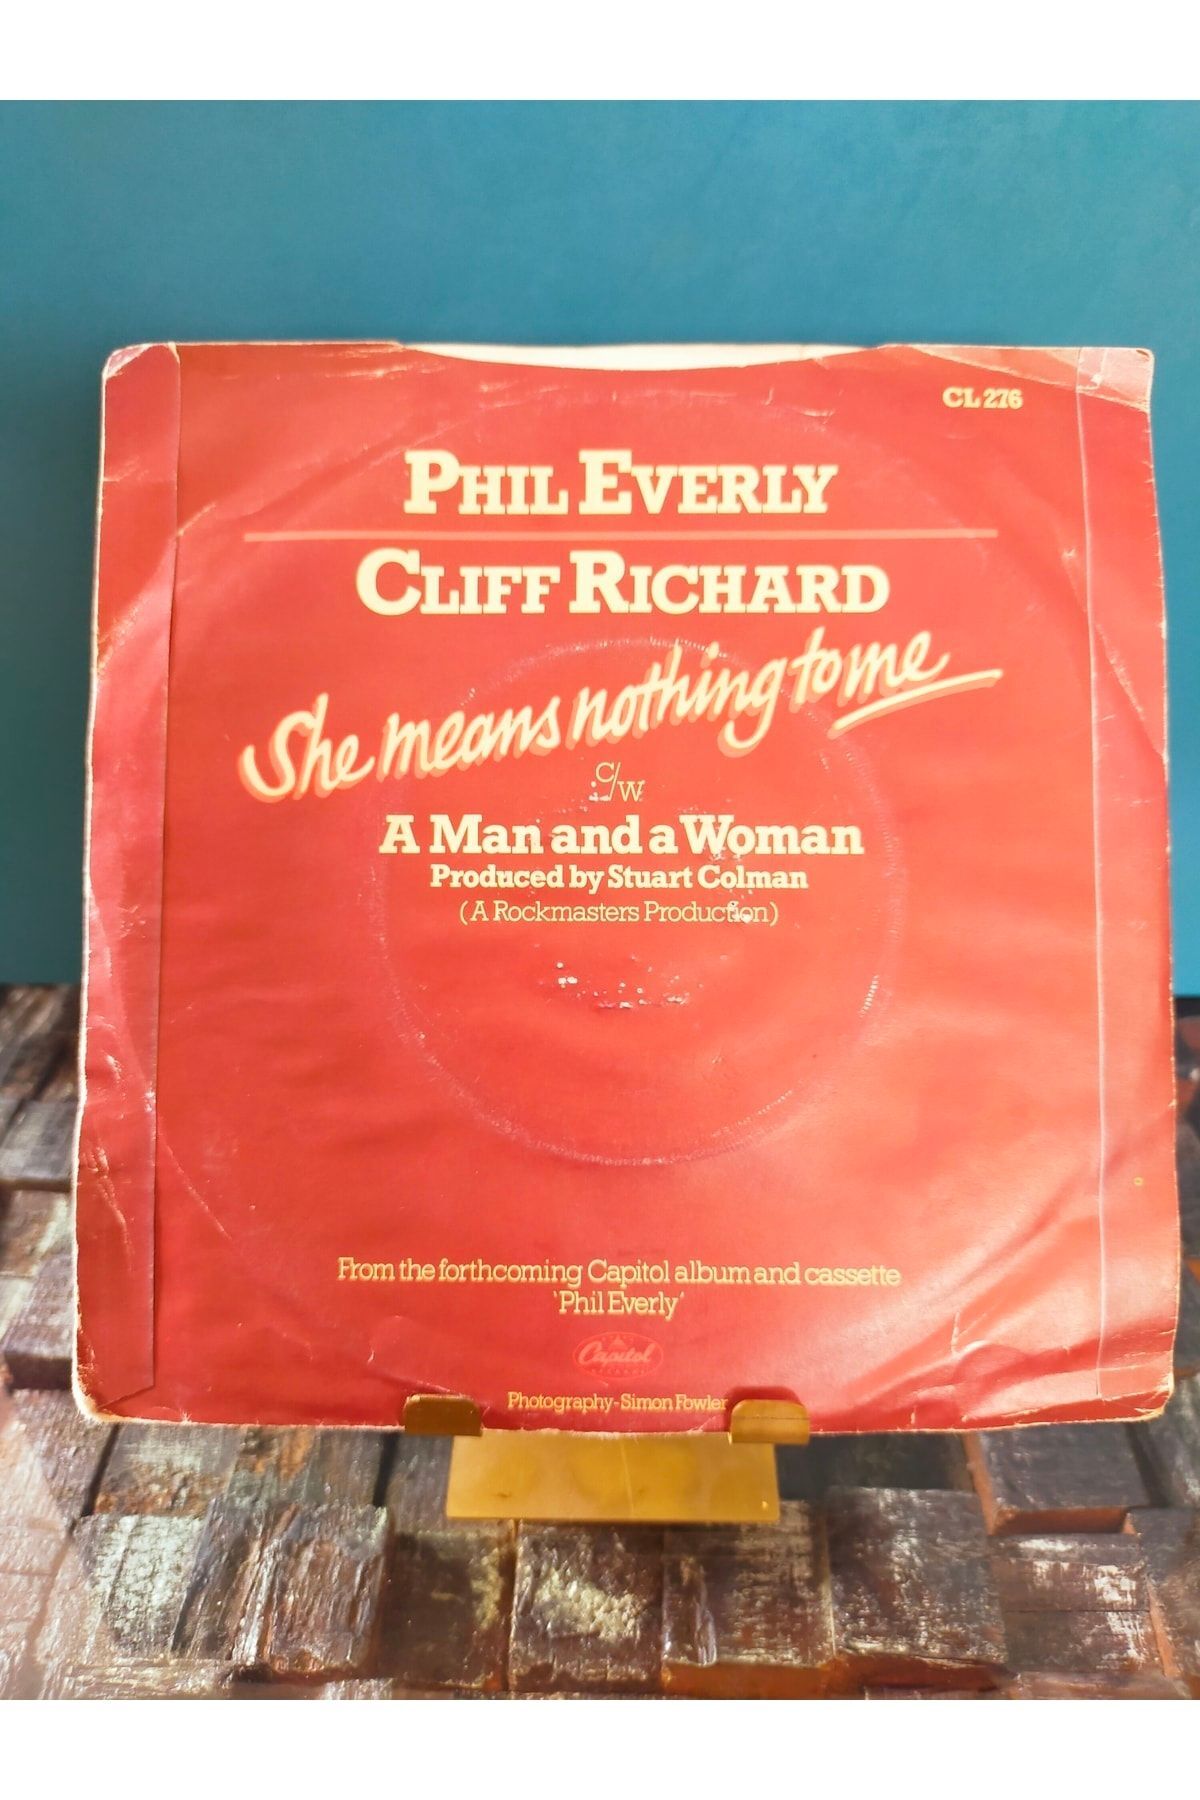 CL 276
PHIL EVERLY
CLIFF RICHARD
She means nothing to me
C/W
A Man and a Woman
Produced by Stuart Colman
(A Rockmasters Production)
From the forthcoming Capitol album and cassette
'Phil Everly'
Capitol
Photography-Simon Fowler